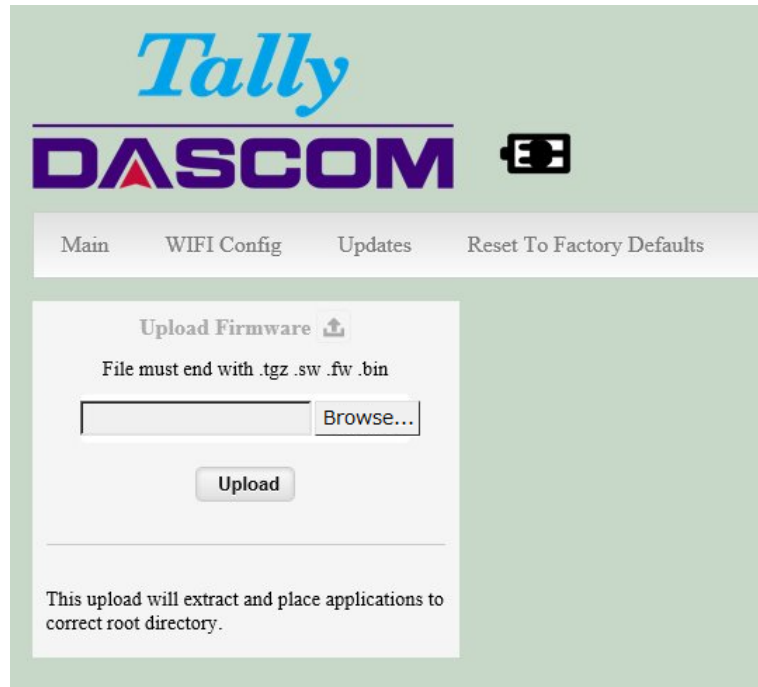 Tally
DASCOM
Main WIFI Config Updates Reset To Factory Defaults
Upload Firmware
File must end with .tgz .sw .fw .bin
Browse...
Upload
This upload will extract and place applications to
correct root directory.